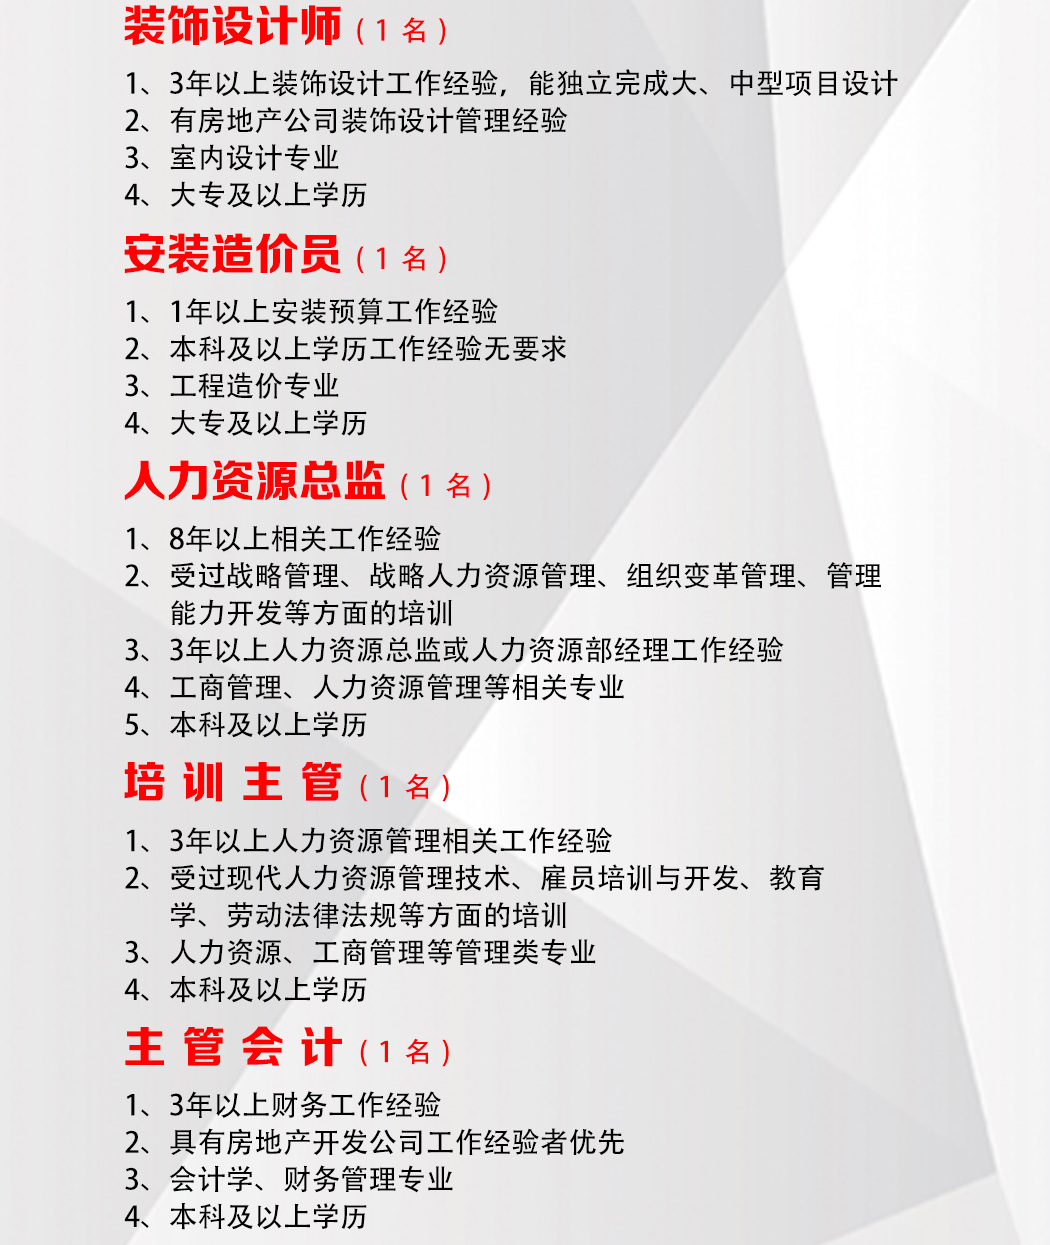 装饰设计师(1名)
1、3年以上装饰设计工作经验，能独立完成大、中型项目设计
2、有房地产公司装饰设计管理经验
3、室内设计专业
4、大专及以上学历
安装造价员(1名)
1、1年以上安装预算工作经验
2、本科及以上学历工作经验无要求
3、工程造价专业
4、大专及以上学历
人力资源总监(1名)
1、8年以上相关工作经验
2、受过战略管理、战略人力资源管理、组织变革管理、管理
能力开发等方面的培训
3、3年以上人力资源总监或人力资源部经理工作经验
4、工商管理、人力资源管理等相关专业
5、本科及以上学历
培训主管(1名)
1、3年以上人力资源管理相关工作经验
2、受过现代人力资源管理技术、雇员培训与开发、教育
学、劳动法律法规等方面的培训
3、人力资源、工商管理等管理类专业
4、本科及以上学历
主管会计(1名)
1、3年以上财务工作经验
2、具有房地产开发公司工作经验者优先
3、会计学、财务管理专业
4、本科及以上学历